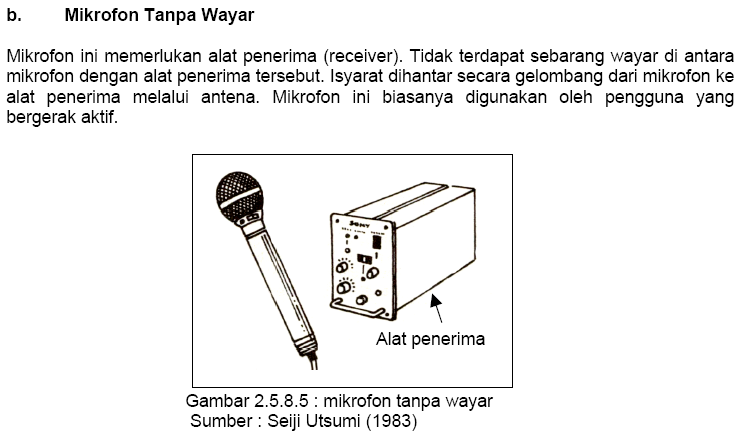 b. Mikrofon Tanpa Wayar
Mikrofon ini memerlukan alat penerima (receiver). Tidak terdapat sebarang wayar di antara
mikrofon dengan alat penerima tersebut. Isyarat dihantar secara gelombang dari mikrofon ke
alat penerima melalui antena. Mikrofon ini biasanya digunakan oleh pengguna yang
bergerak aktif.
SONY
Alat penerima
Gambar 2.5.8.5 : mikrofon tanpa wayar
Sumber : Seiji Utsumi (1983)